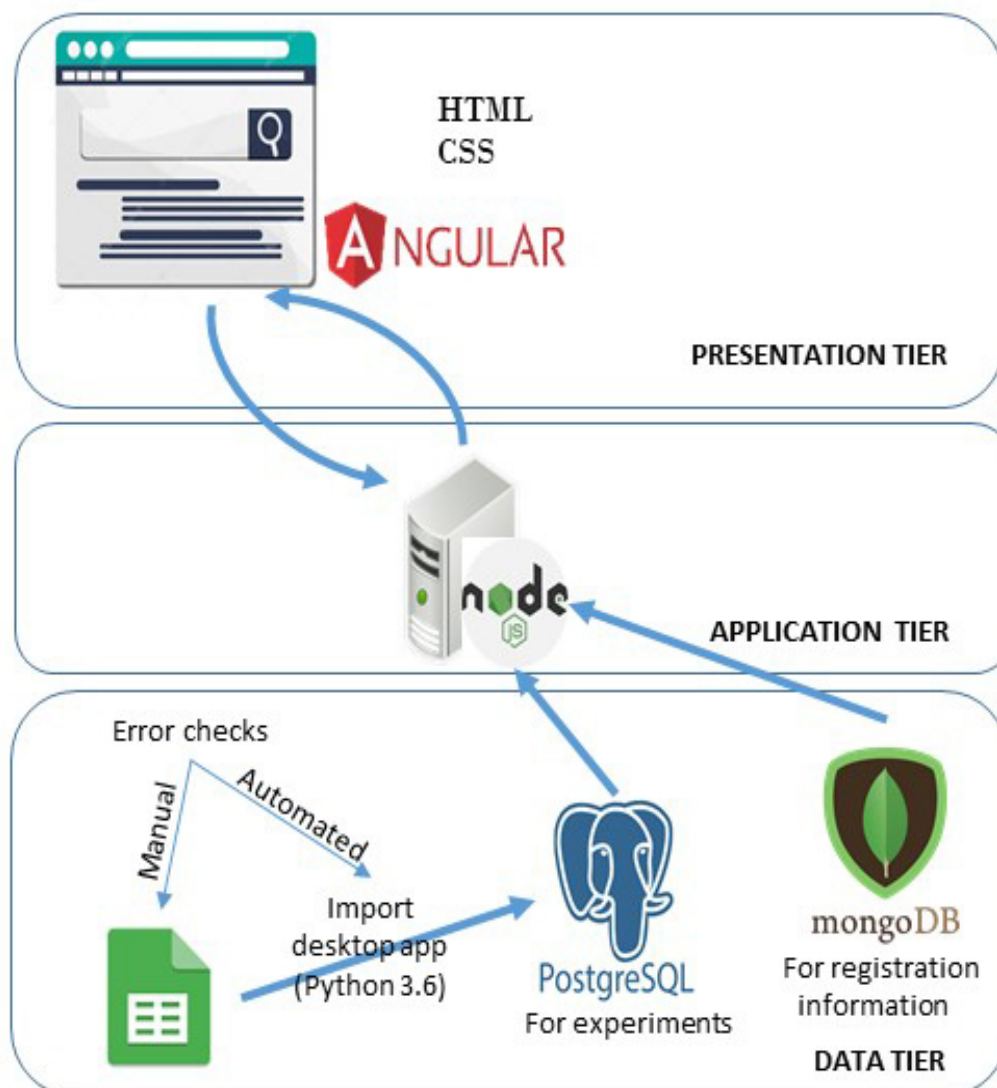 HTML
CSS
ANGULAR
PRESENTATION TIER
node
JS
APPLICATION TIER
Error checks
Manual
Automated
Import
desktop app
(Python 3.6)
PostgreSQL
For experiments
mongoDB
For registration
information
DATA TIER